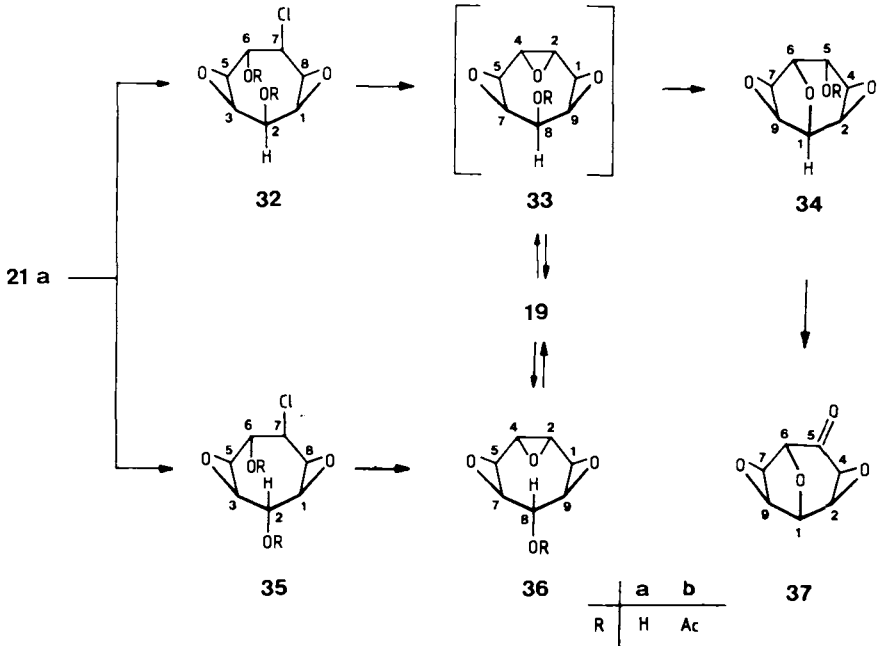 Cl
6 7
5 8
O OR OR O
3 2 1
H
32
4 2
5 O 1
O OR O
7 8 9
H
33
6 5
7 O 4
O OR O
9 1 2
H
34
21 a
19
Cl
6 7
5 8
O OR H O
3 2 1
OR
35
4 2
5 O 1
O H O
7 8 9
OR
36
O
6 5
7 4
O O O
9 1 2
37
a b
R H Ac